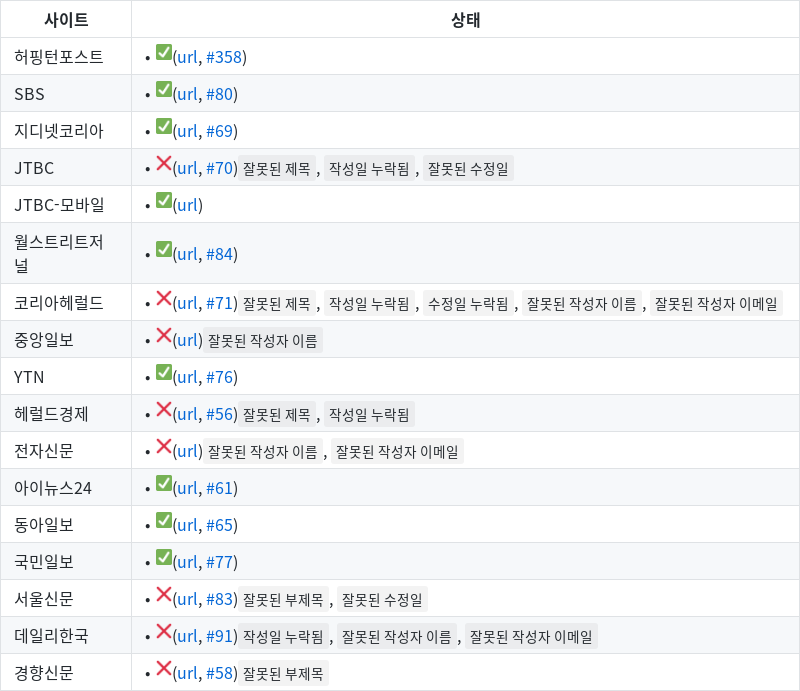 사이트 상태
허핑턴포스트 • ✅(url, #358)
SBS • ✅(url, #80)
지디넷코리아 • ✅(url, #69)
JTBC • ❌(url, #70) 잘못된 제목 , 작성일 누락됨 , 잘못된 수정일
JTBC-모바일 • ✅(url)
월스트리트저
널 • ✅(url, #84)
코리아헤럴드 • ❌(url, #71) 잘못된 제목 , 작성일 누락됨 , 수정일 누락됨 , 잘못된 작성자 이름 , 잘못된 작성자 이메일
중앙일보 • ❌(url) 잘못된 작성자 이름
YTN • ✅(url, #76)
헤럴드경제 • ❌(url, #56) 잘못된 제목 , 작성일 누락됨
전자신문 • ❌(url) 잘못된 작성자 이름 , 잘못된 작성자 이메일
아이뉴스24 • ✅(url, #61)
동아일보 • ✅(url, #65)
국민일보 • ✅(url, #77)
서울신문 • ❌(url, #83) 잘못된 부제목 , 잘못된 수정일
데일리한국 • ❌(url, #91) 작성일 누락됨 , 잘못된 작성자 이름 , 잘못된 작성자 이메일
경향신문 • ❌(url, #58) 잘못된 부제목